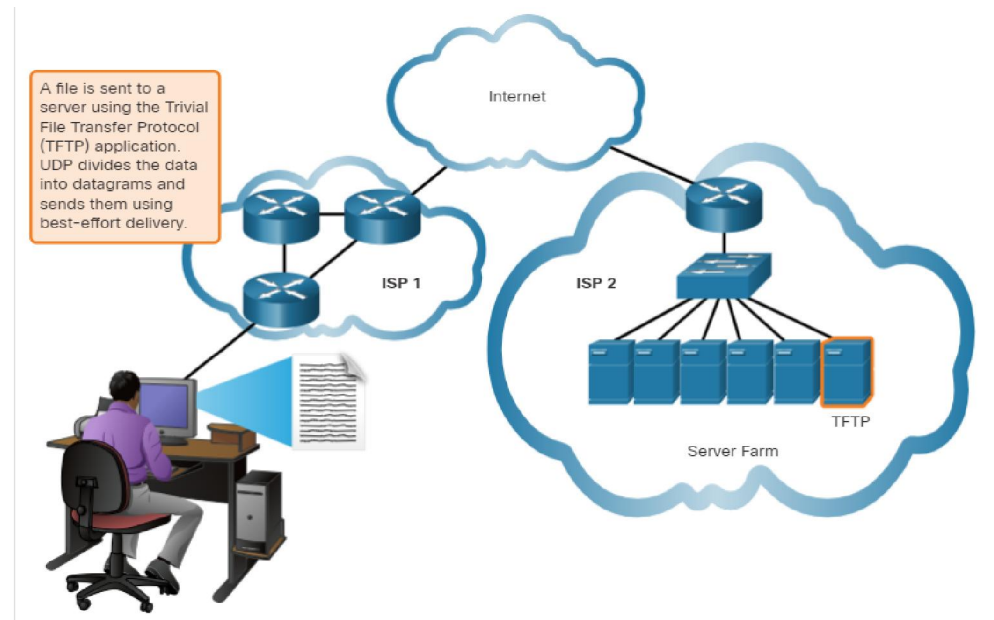 A file is sent to a
server using the Trivial
File Transfer Protocol
(TFTP) application.
UDP divides the data
into datagrams and
sends them using
best-effort delivery.
Internet
ISP 1
ISP 2
TFTP
Server Farm